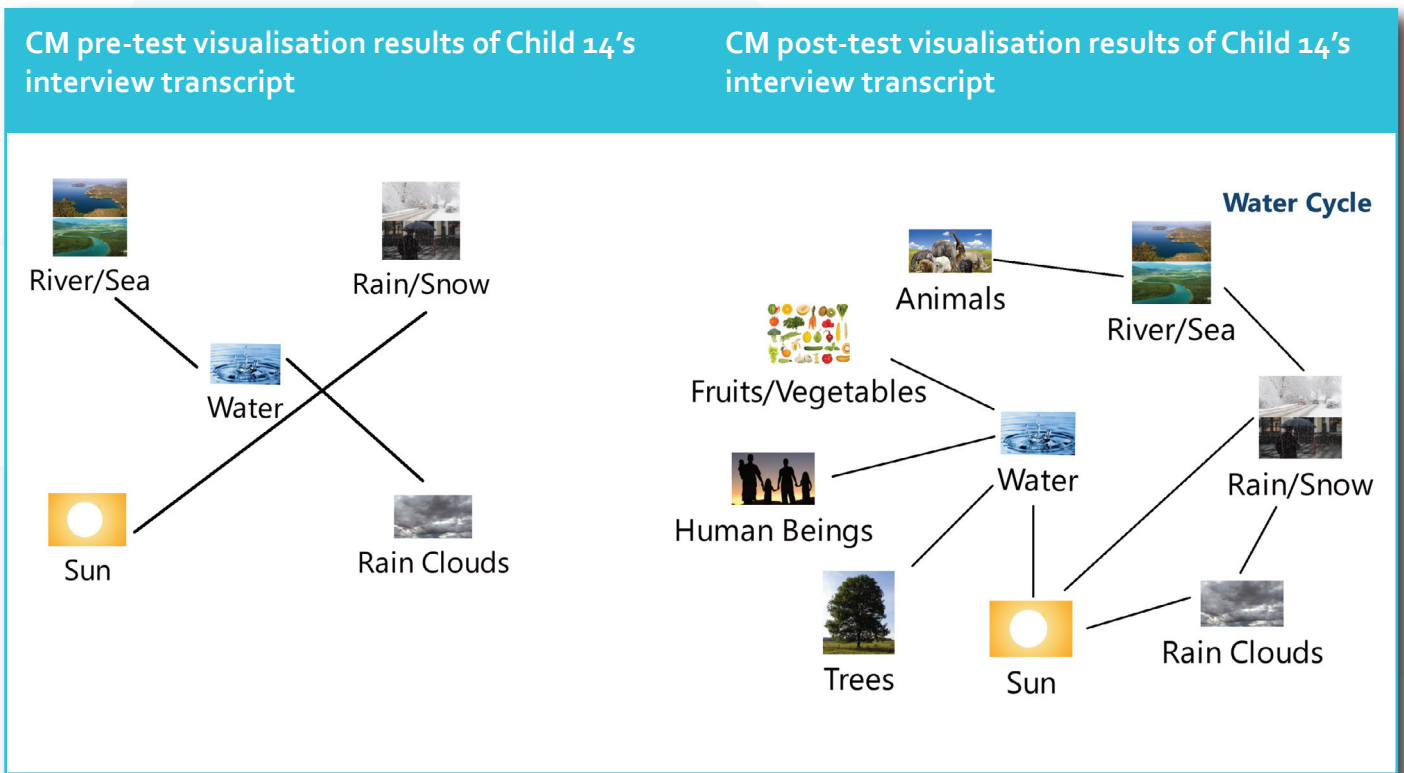 CM pre-test visualisation results of Child 14's
interview transcript
CM post-test visualisation results of Child 14's
interview transcript
River/Sea
Rain/Snow
Water
Sun
Rain Clouds
Water Cycle
Animals
River/Sea
Fruits/Vegetables
Water
Rain/Snow
Human Beings
Rain Clouds
Trees
Sun